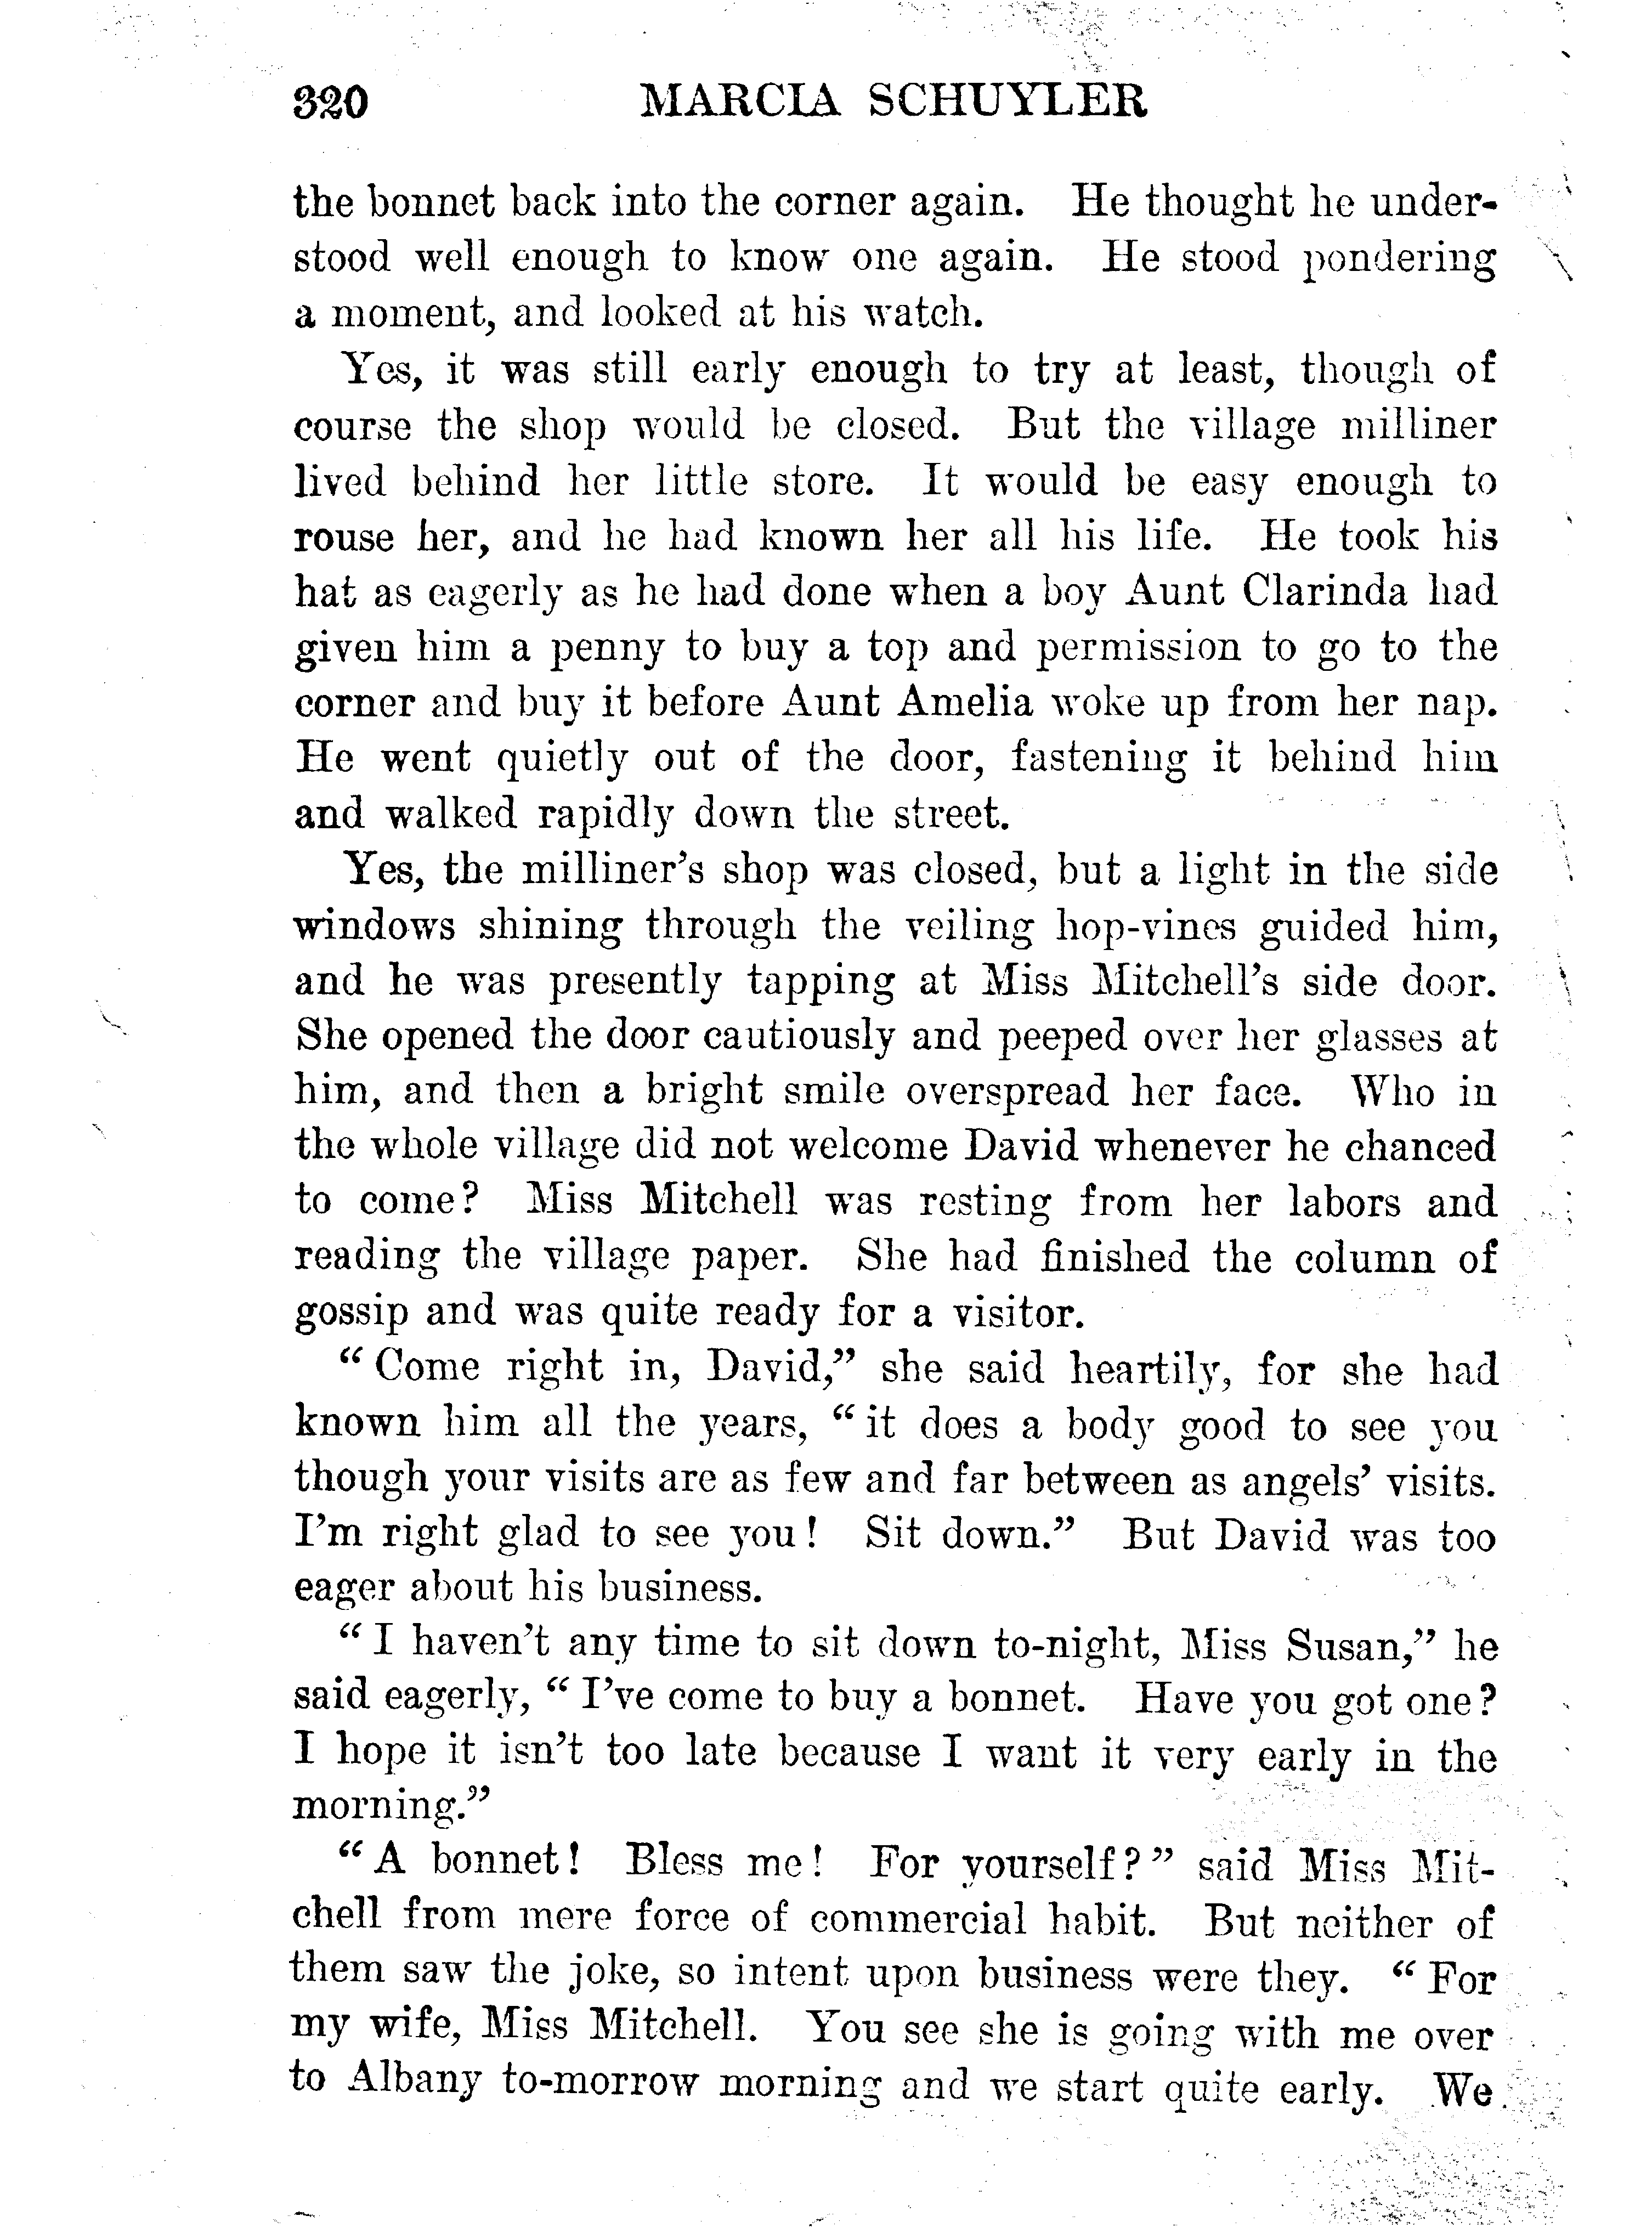 320 MARCIA SCHUYLER
the bonnet back into the corner again. He thought he under-
stood well enough to know one again. He stood pondering
a moment, and looked at his watch.
Yes, it was still early enough to try at least, though of
course the shop would be closed. But the village milliner
lived behind her little store. It would be easy enough to
rouse her, and he had known her all his life. He took his
hat as eagerly as he had done when a boy Aunt Clarinda had
given him a penny to buy a top and permission to go to the
corner and buy it before Aunt Amelia woke up from her nap.
He went quietly out of the door, fastening it behind him
and walked rapidly down the street.
Yes, the milliner's shop was closed, but a light in the side
windows shining through the veiling hop-vines guided him,
and he was presently tapping at Miss Mitchell's side door.
She opened the door cautiously and peeped over her glasses at
him, and then a bright smile overspread her face. Who in
the whole village did not welcome David whenever he chanced
to come? Miss Mitchell was resting from her labors and
reading the village paper. She had finished the column of
gossip and was quite ready for a visitor.
“Come right in, David,” she said heartily, for she had
known him all the years, “it does a body good to see you
though your visits are as few and far between as angels' visits.
I'm right glad to see you! Sit down.” But David was too
eager about his business.
“I haven't any time to sit down to-night, Miss Susan,” he
said eagerly, “I've come to buy a bonnet. Have you got one?
I hope it isn't too late because I want it very early in the
morning.”
“A bonnet! Bless me! For yourself?” said Miss Mit-
chell from mere force of commercial habit. But neither of
them saw the joke, so intent upon business were they. “For
my wife, Miss Mitchell. You see she is going with me over
to Albany to-morrow morning and we start quite early. We